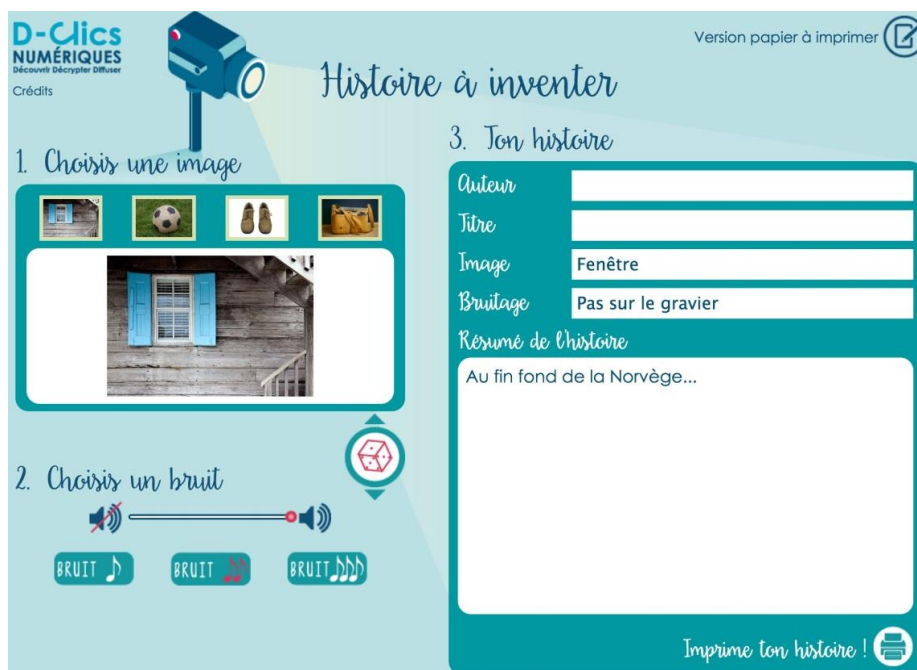 D-Clics
NUMÉRIQUES
Découvrir Décrypter Diffuser
Crédits
Version papier à imprimer
Histoire à inventer
1. Choisis une image
2. Choisis un bruit
BRUIT
BRUIT
BRUIT
3. Ton histoire
Auteur
Titre
Image Fenêtre
Bruitage Pas sur le gravier
Résumé de l'histoire
Au fin fond de la Norvège...
Imprime ton histoire !